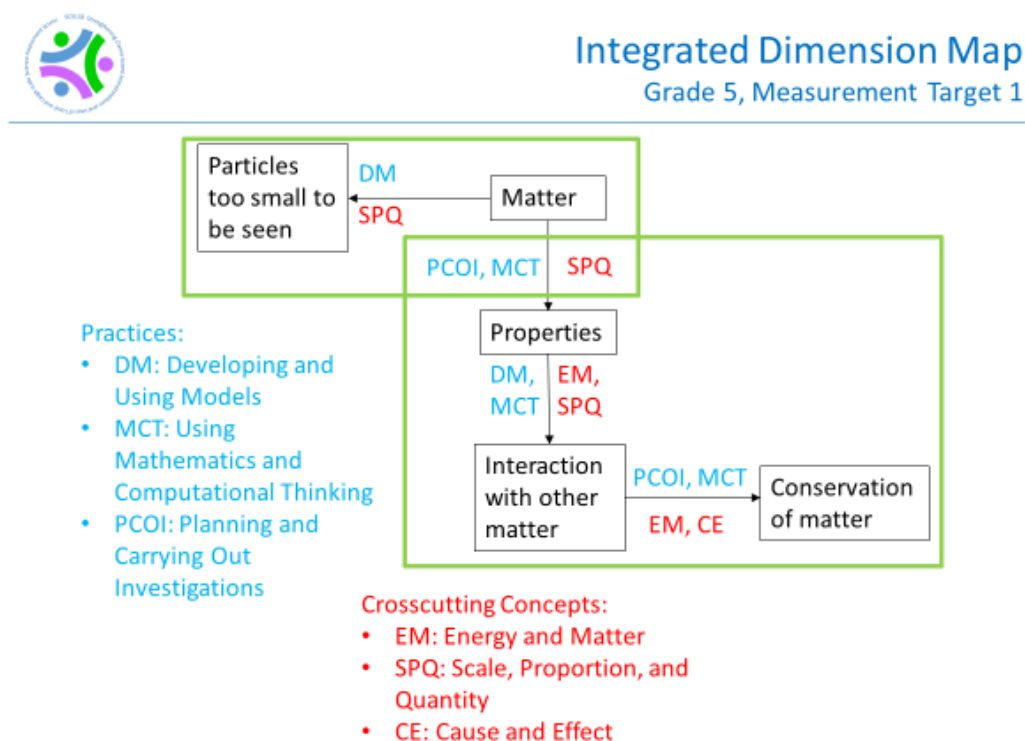 Integrated Dimension Map
Grade 5, Measurement Target 1
Particles
too small to
be seen
DM
SPQ
Matter
PCOI, MCT
SPQ
Properties
DM,
MCT
EM,
SPQ
Interaction
with other
matter
PCOI, MCT
EM, CE
Conservation
of matter
Practices:
• DM: Developing and
Using Models
• MCT: Using
Mathematics and
Computational Thinking
• PCOI: Planning and
Carrying Out
Investigations
Crosscutting Concepts:
• EM: Energy and Matter
• SPQ: Scale, Proportion, and
Quantity
• CE: Cause and Effect